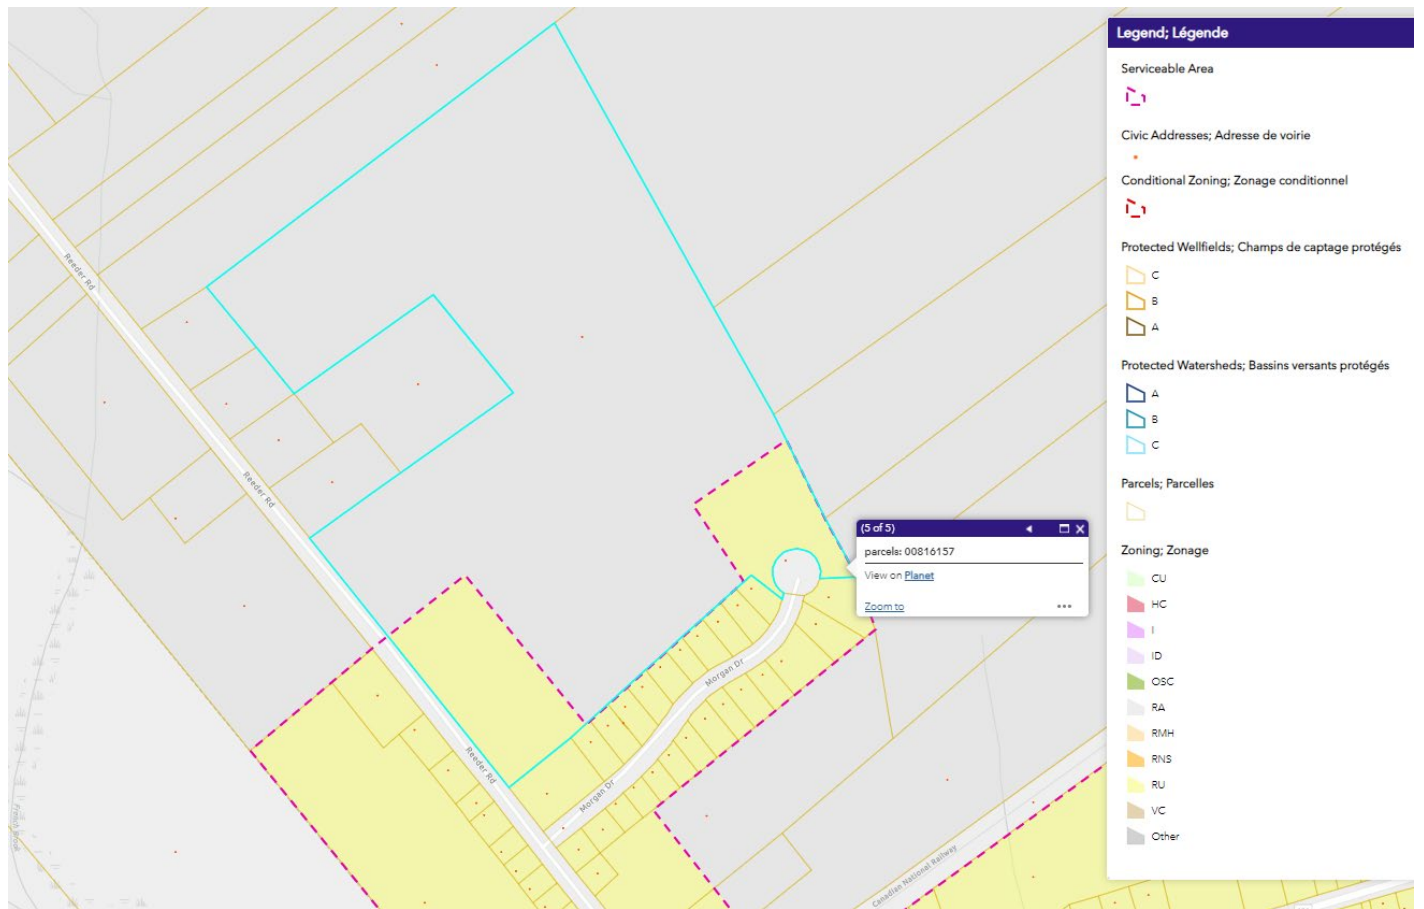 Legend; Légende
Serviceable Area
Civic Addresses; Adresse de voirie
Conditional Zoning; Zonage conditionnel
Protected Wellfields; Champs de captage protégés
C
B
A
Protected Watersheds; Bassins versants protégés
A
B
C
Parcels; Parcelles
Zoning; Zonage
CU
HC
I
ID
OSC
RA
RMH
RNS
RU
VC
Other
Reeder Rd
Reeder Rd
(5 of 5)
parcels: 00816157
View on Planet
Zoom to
Morgan Dr
Reeder Rd
Morgan Dr
Canadian National Railway